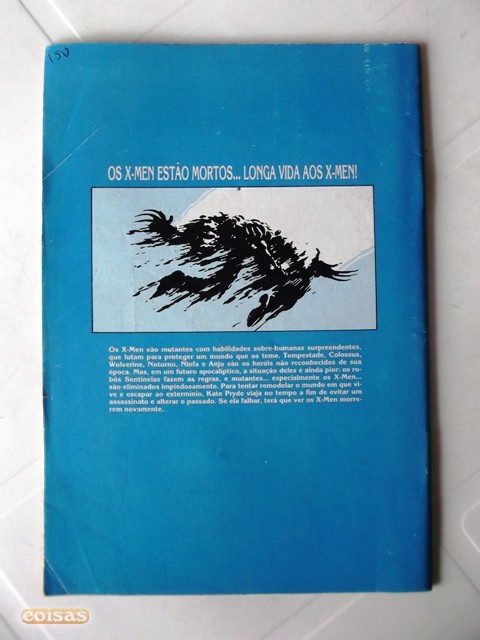 150
OS X-MEN ESTÃO MORTOS... LONGA VIDA AOS X-MEN!
Os X-Men são mutantes com habilidades sobre-humanas surpreendentes,
que lutam para proteger um mundo que os teme. Tempestade, Colossus,
Wolverine, Noturno, Ninfa e Anjo são os heróis não reconhecidos de sua
época. Mas, em um futuro apocalíptico, a situação deles é ainda pior: os ro-
bôs Sentinelas fazem as regras, e mutantes... especialmente os X-Men...
são eliminados impiedosamente. Para tentar remodelar o mundo em que vi-
ve e escapar ao extermínio, Kate Pryde viaja no tempo a fim de evitar um
assassinato e alterar o passado. Se ela falhar, terá que ver os X-Men morre-
rem novamente.
coisas